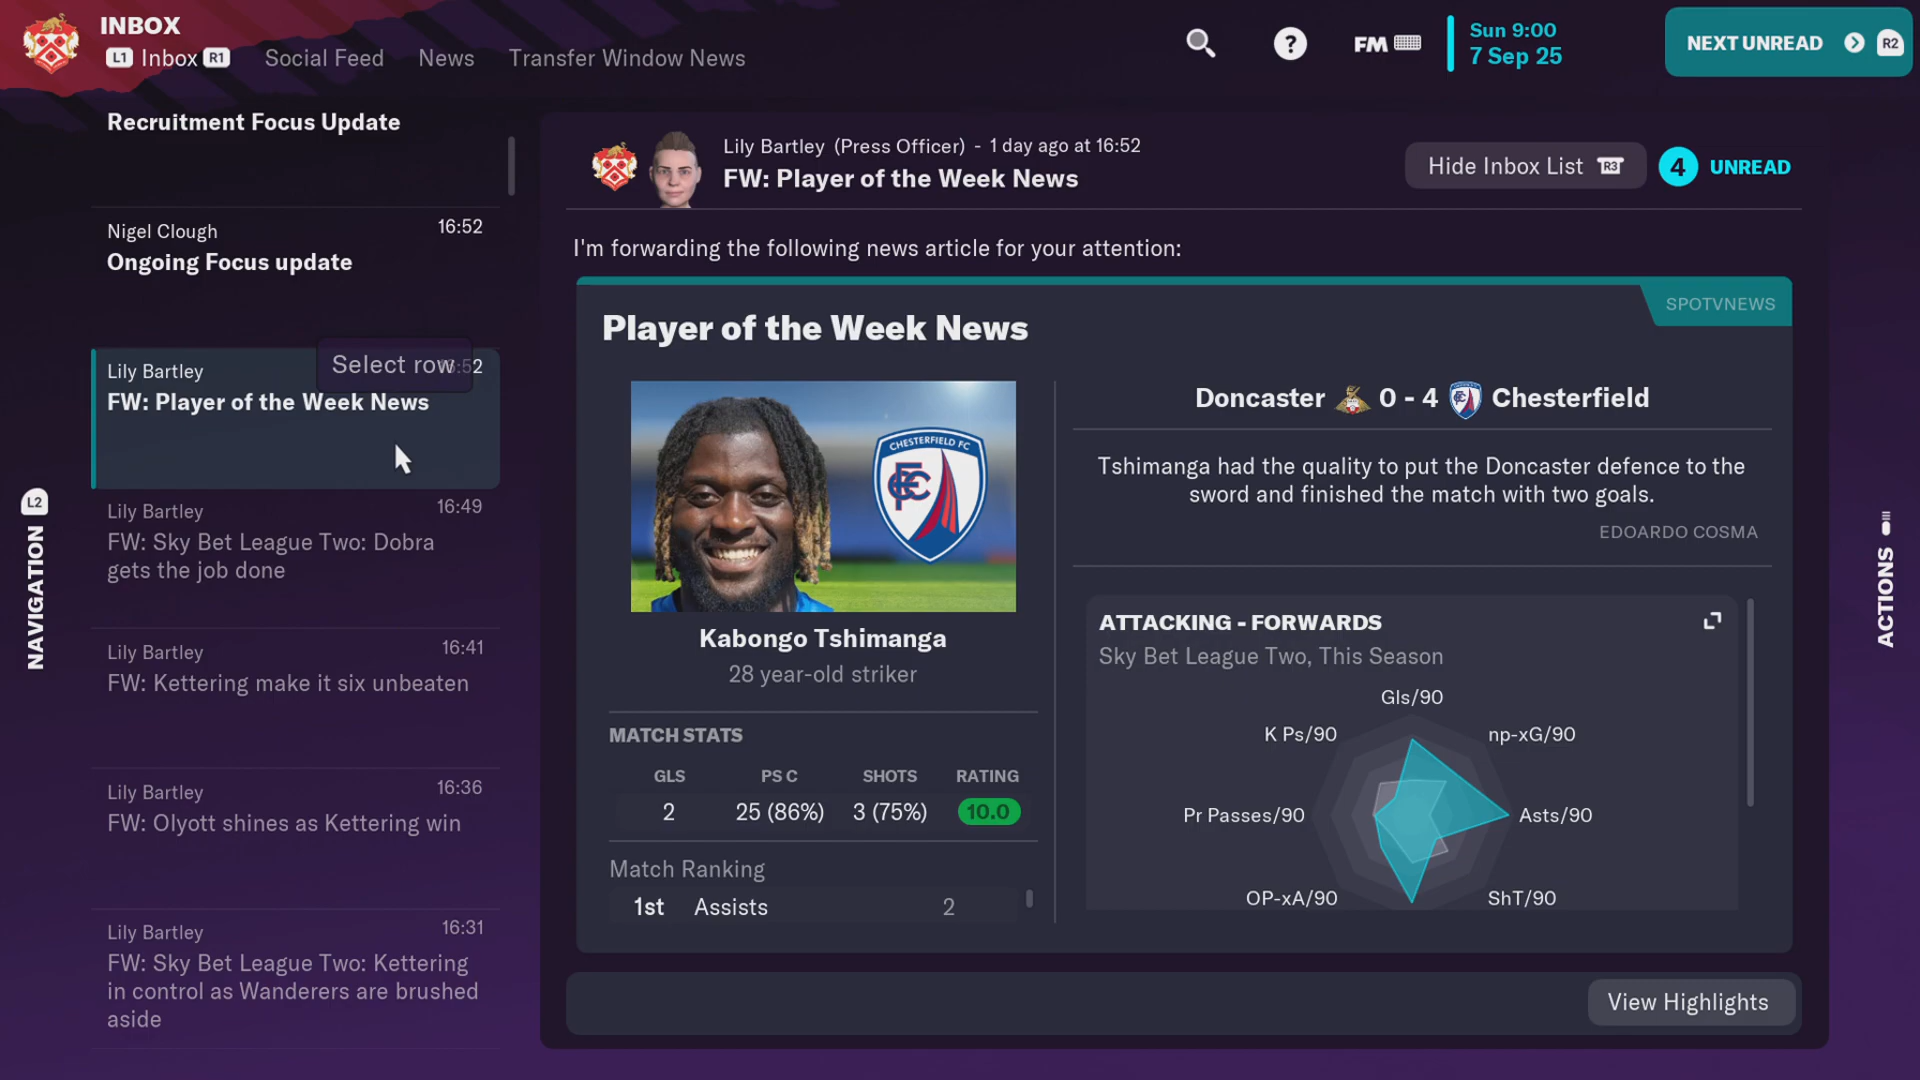 INBOX
L1 Inbox R1 Social Feed News Transfer Window News
FM
Sun 9:00
7 Sep 25
NEXT UNREAD R2
Recruitment Focus Update
Nigel Clough 16:52
Ongoing Focus update
Lily Bartley
Select row
FW: Player of the Week News
Lily Bartley 16:49
FW: Sky Bet League Two: Dobra
gets the job done
Lily Bartley 16:41
FW: Kettering make it six unbeaten
Lily Bartley 16:36
FW: Olyott shines as Kettering win
Lily Bartley 16:31
FW: Sky Bet League Two: Kettering
in control as Wanderers are brushed
aside
NAVIGATION L2
Lily Bartley (Press Officer) - 1 day ago at 16:52
FW: Player of the Week News
Hide Inbox List R3
4 UNREAD
I'm forwarding the following news article for your attention:
SPOTVNEWS
Player of the Week News
CHESTERFIELD FC
Kabongo Tshimanga
28 year-old striker
MATCH STATS
GLS PS C SHOTS RATING
2 25 (86%) 3 (75%) 10.0
Match Ranking
1st Assists 2
Doncaster 0 - 4 Chesterfield
Tshimanga had the quality to put the Doncaster defence to the
sword and finished the match with two goals.
EDOARDO COSMA
ATTACKING - FORWARDS
Sky Bet League Two, This Season
Gls/90
K Ps/90 np-xG/90
Pr Passes/90 Asts/90
OP-xA/90 ShT/90
View Highlights
ACTIONS